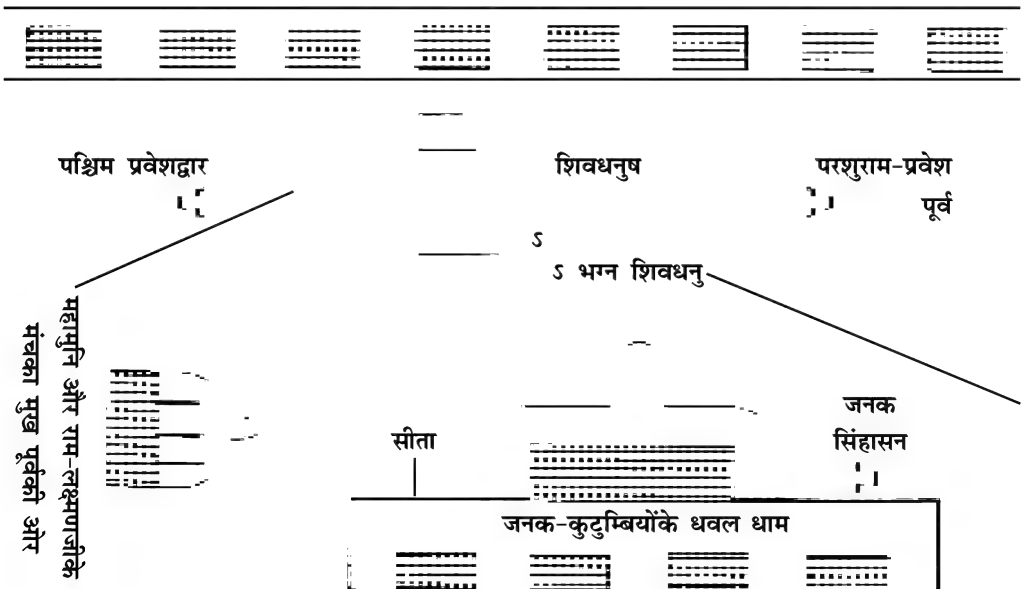 पश्चिम प्रवेशद्वार
शिवधनुष
परशुराम-प्रवेश
पूर्व
ऽ
ऽ भग्न शिवधनु
महामुनि और राम-लक्ष्मणजीके
मंचका मुख पूर्वकी ओर
जनक
सिंहासन
सीता
जनक-कुटुम्बियोंके धवल धाम